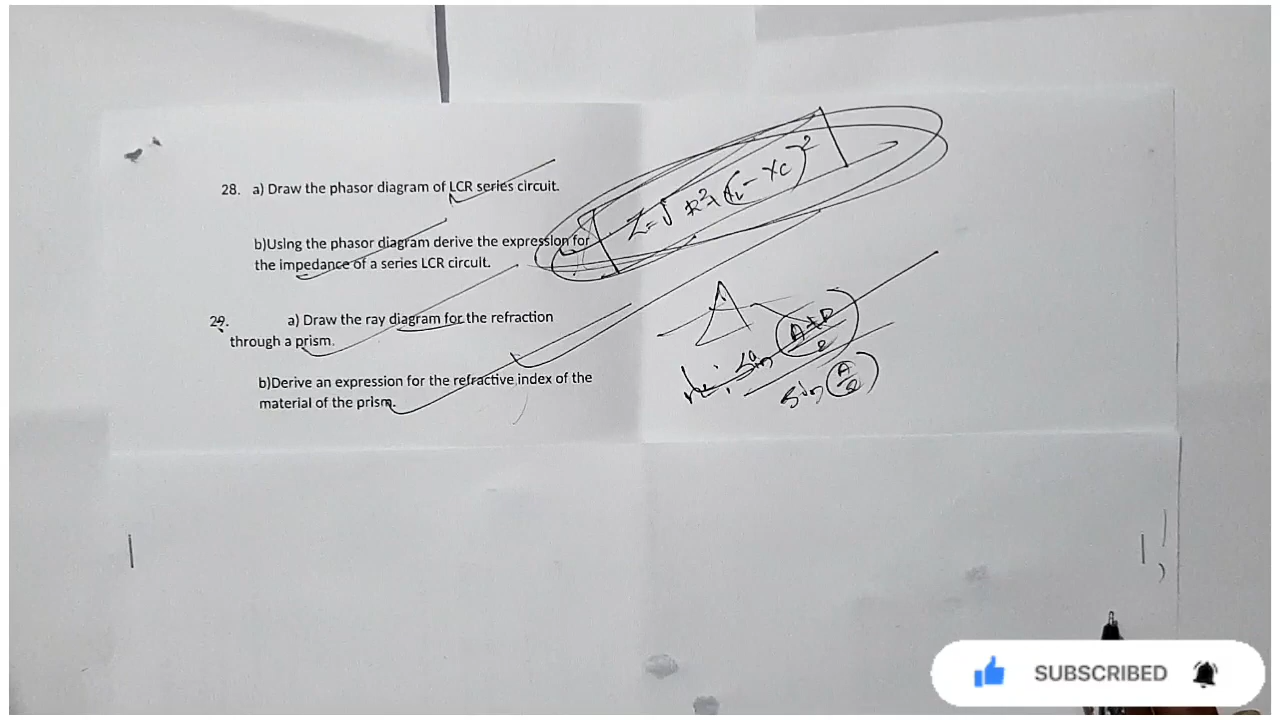 28. a) Draw the phasor diagram of LCR series circuit.
b)Using the phasor diagram derive the expression for
the impedance of a series LCR circuit.
Z=√R²+(XL-XC)²
29. a) Draw the ray diagram for the refraction
through a prism.
A
b)Derive an expression for the refractive index of the
material of the prism.
Sin(A+D/2)
Sin(A/2)
SUBSCRIBED